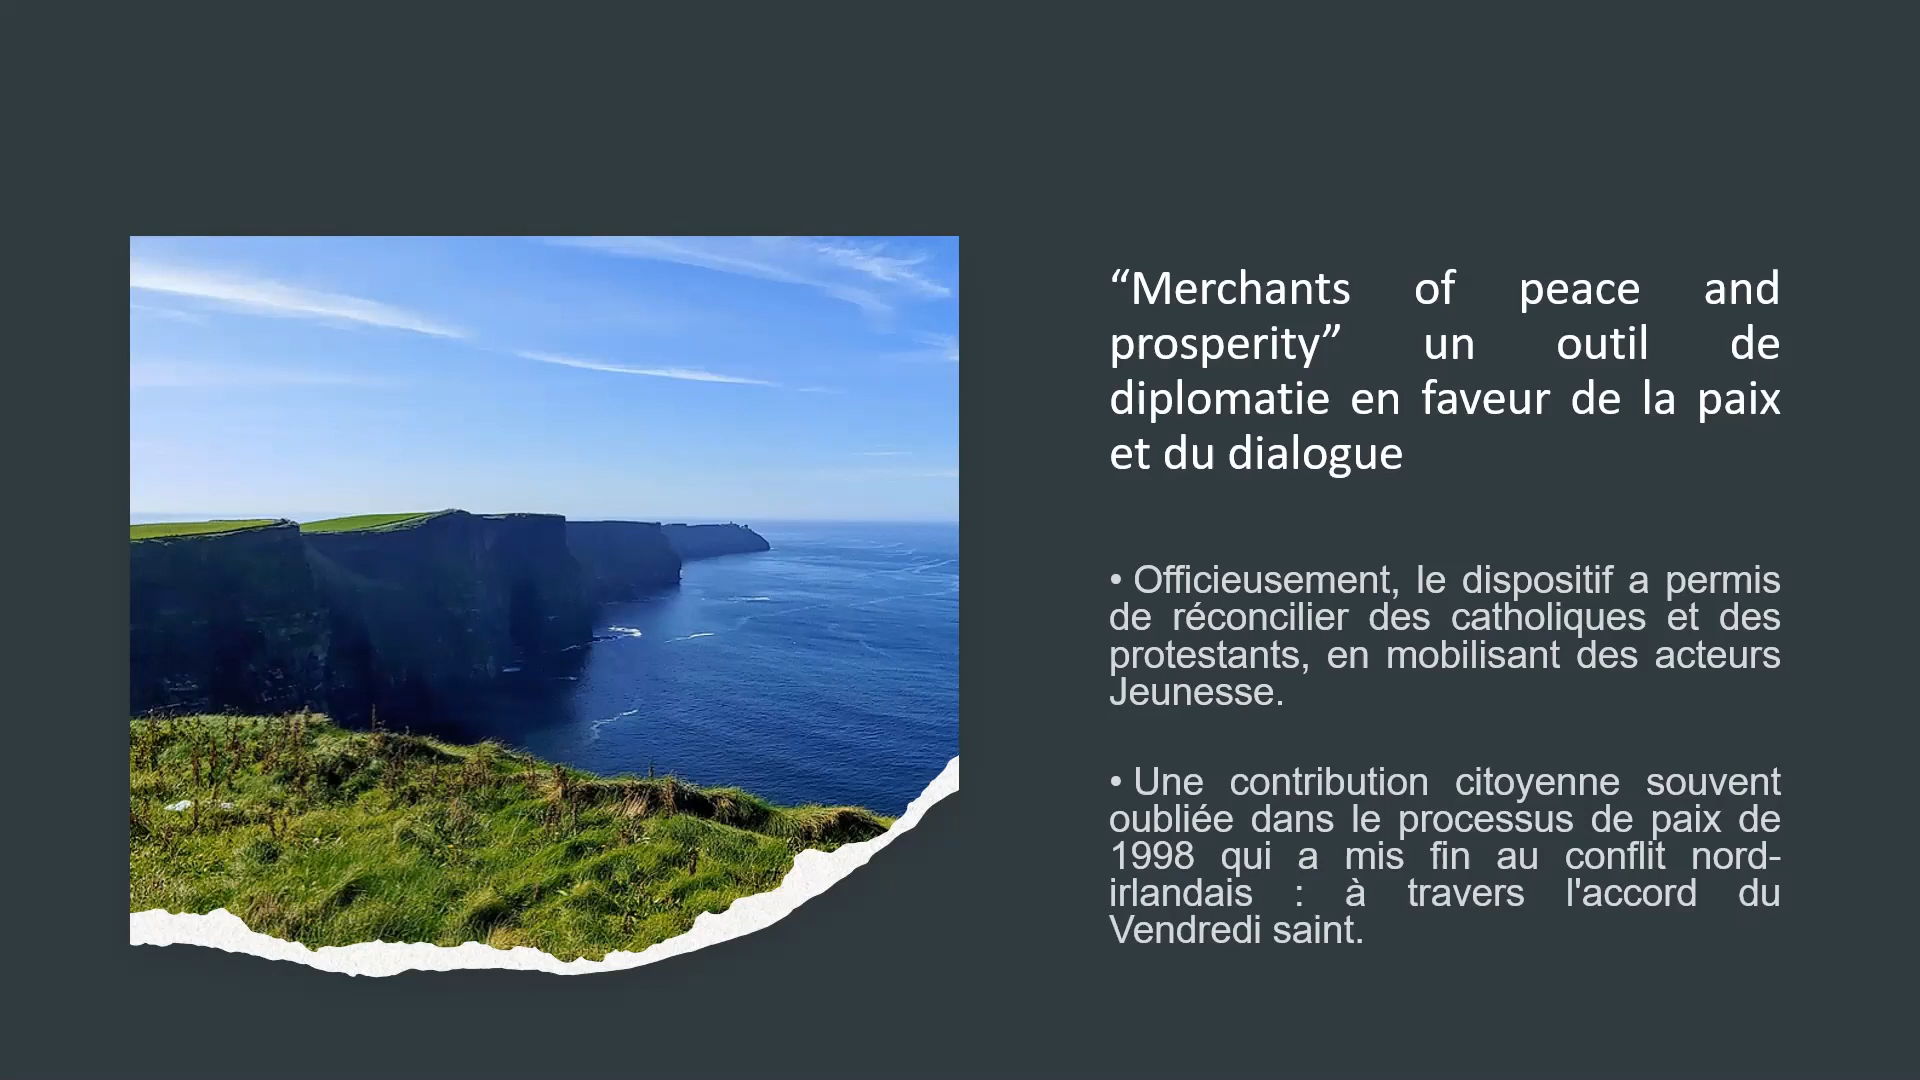 “Merchants of peace and
prosperity” un outil de
diplomatie en faveur de la paix
et du dialogue
• Officieusement, le dispositif a permis
de réconcilier des catholiques et des
protestants, en mobilisant des acteurs
Jeunesse.
• Une contribution citoyenne souvent
oubliée dans le processus de paix de
1998 qui a mis fin au conflit nord-
irlandais : à travers l'accord du
Vendredi saint.